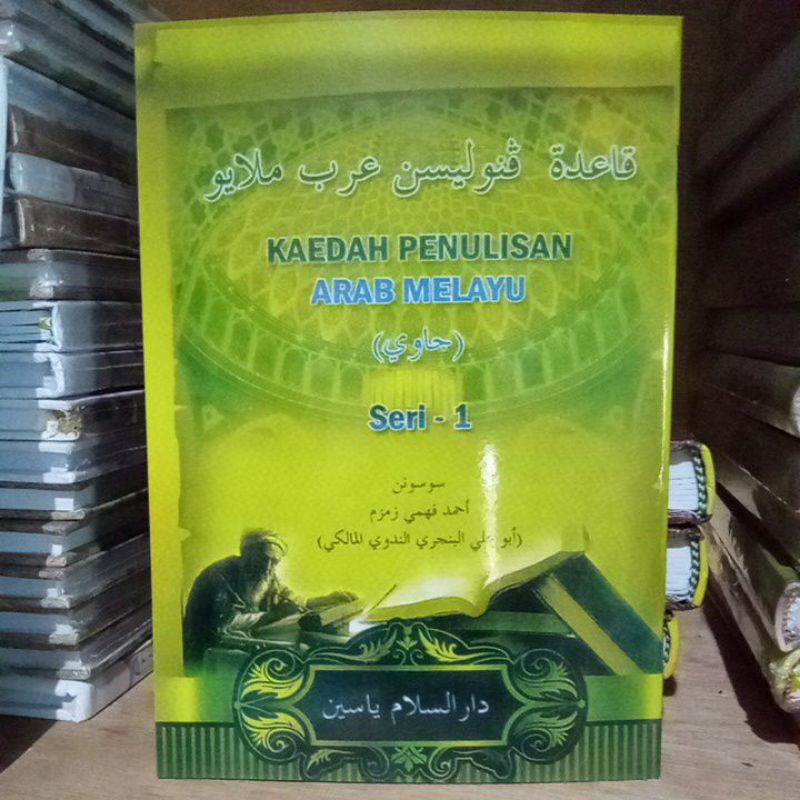 قاعدة ڤنوليسن عرب ملايو
KAEDAH PENULISAN
ARAB MELAYU
(جاوي)
Seri - 1
سوسونن
أحمد فهمي زمزم
(أبو علي البنجري الندوي المالكي)
دار السلام ياسين